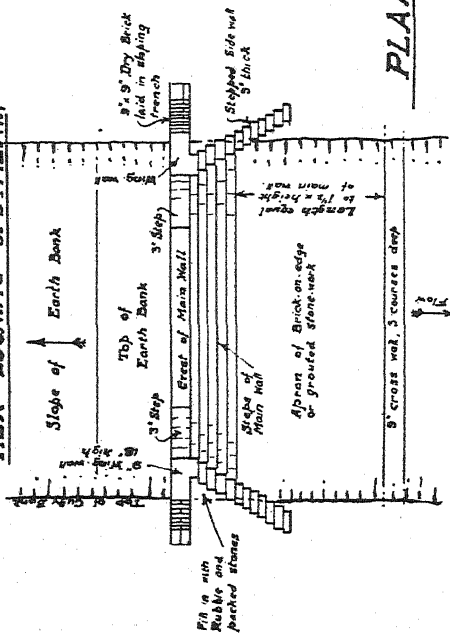 PLA
9" x 9" Dry Brick
laid in sloping
trench
Stepped Side wall
9" thick
Slope of Earth Bank
Top of
Earth Bank
Wing wall
3" Step
Crest of Main Wall
3" Step
9" Wing-wall
18" high
Steps of
Main Wall
Length equal
to 1½ x height
of main wall.
Apron of Brick-on-edge
or grouted stone-work
9" cross wall, 3 courses deep
Fill in with
Rubble and
packed stones